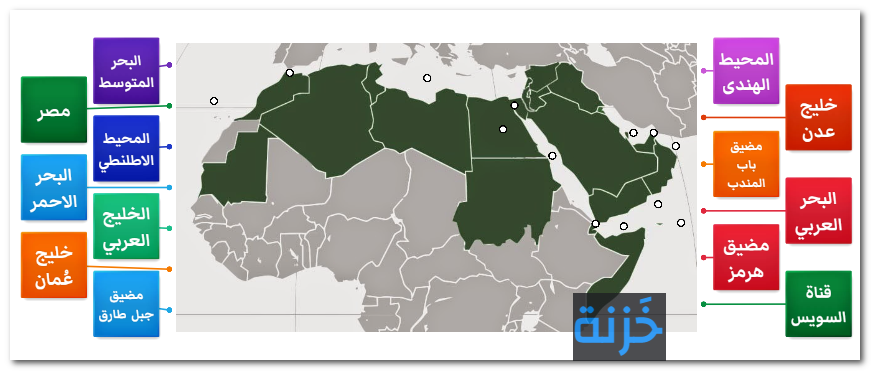 البحر
المتوسط
مصر
المحيط
الاطلنطي
البحر
الاحمر
الخليج
العربي
خليج
عُمان
مضيق
جبل طارق
المحيط
الهندى
خليج
عدن
مضيق
باب
المندب
البحر
العربي
مضيق
هرمز
قناة
السويس
خَزنة